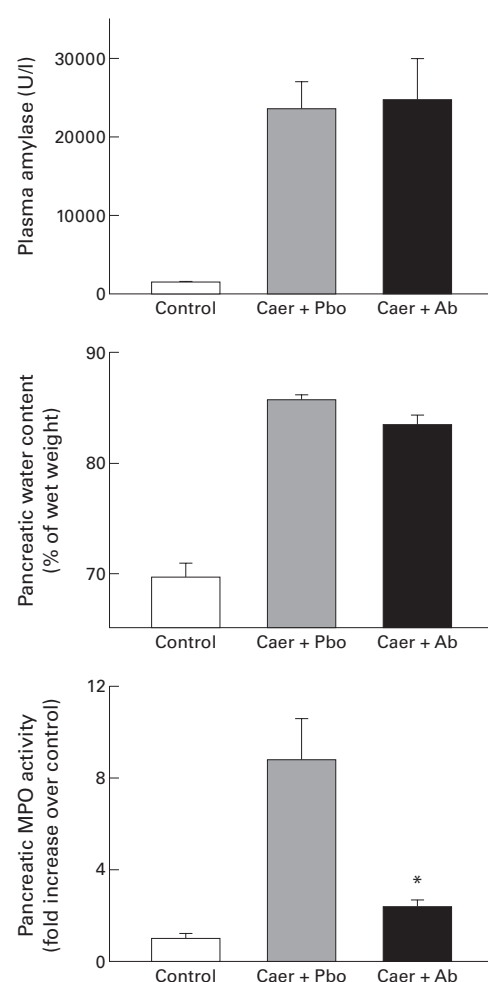 Plasma amylase (U/l)
30000
20000
10000
0
Control Caer + Pbo Caer + Ab
Pancreatic water content
(% of wet weight)
90
80
70
Control Caer + Pbo Caer + Ab
Pancreatic MPO activity
(fold increase over control)
12
8
4
0
*
Control Caer + Pbo Caer + Ab